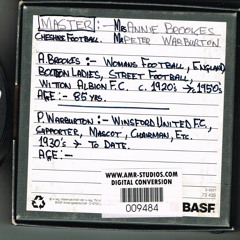 [MASTER] :— MRS ANNIE BROOKES
CHESHIRE FOOTBALL. MR PETER WARBURTON
A. BROOKES :– WOMANS FOOTBALL, ENGLAND
BOLTON LADIES, STREET FOOTBALL,
WITTON ALBION F.C. c. 1920's → 1950's
AGE :– 85 YRS.
P. WARBURTON :– WINSFORD UNITED F.C.,
SUPPORTER, MASCOT, CHAIRMAN, ETC.
1930's → TO DATE.
AGE :–
WWW.AMR-STUDIOS.COM
DIGITAL CONVERSION
009484
BASF